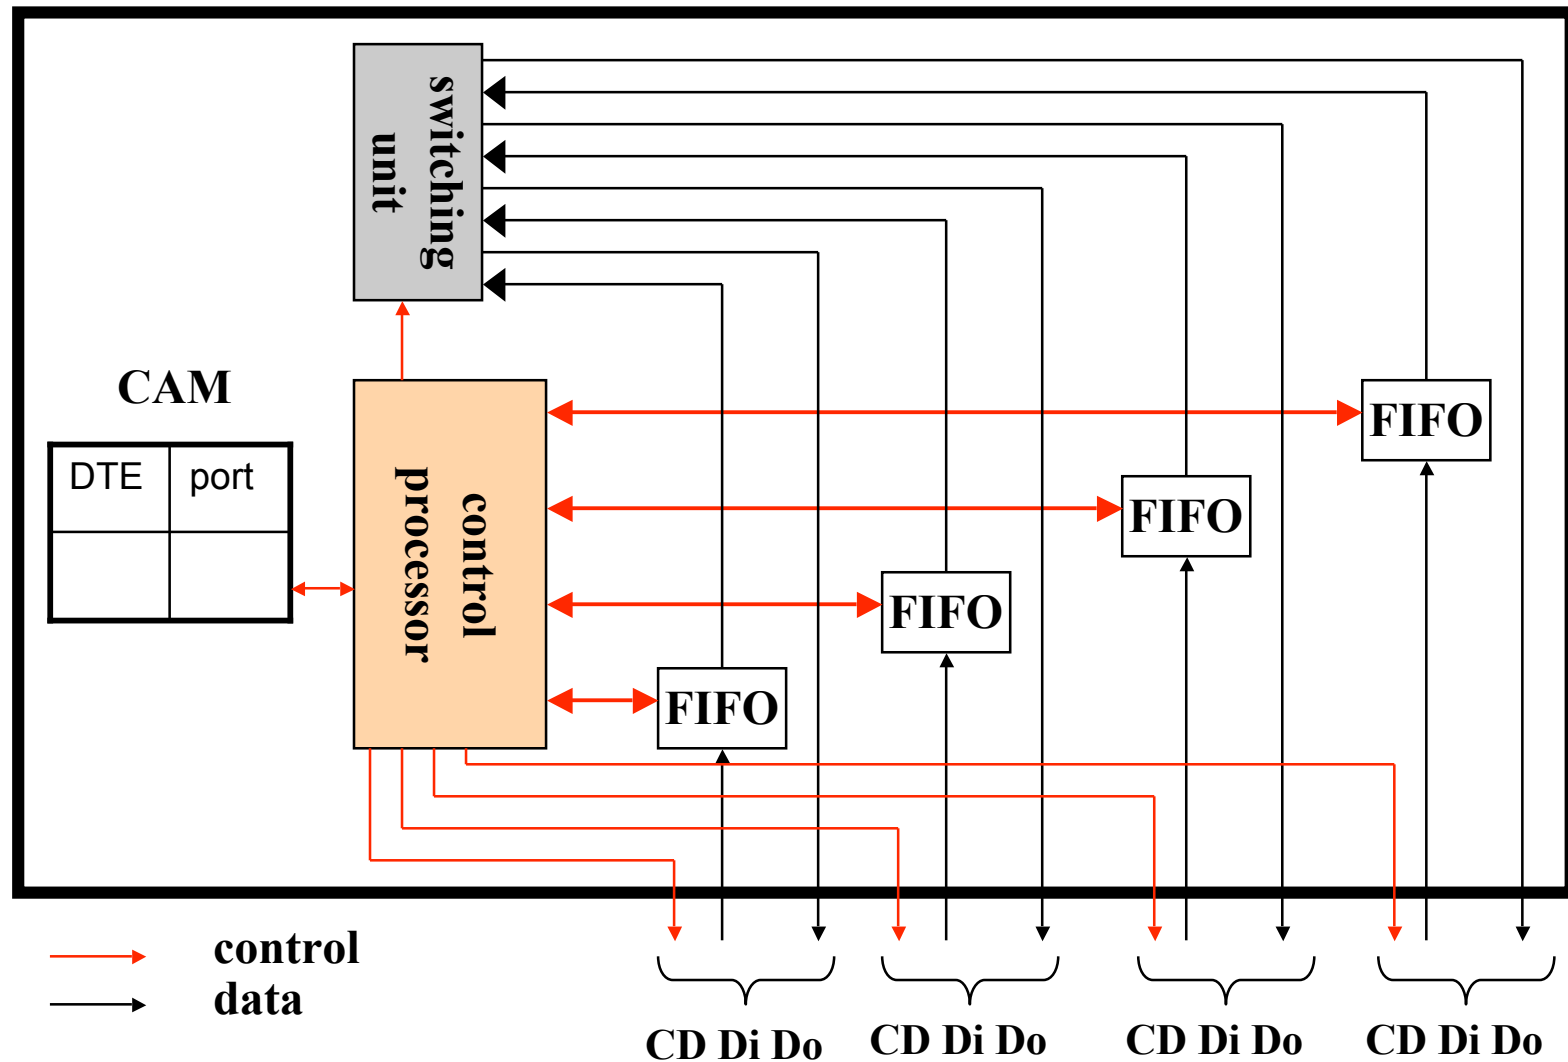 switching
unit
CAM
DTE port
control
processor
FIFO
FIFO
FIFO
FIFO
control
data
CD Di Do CD Di Do CD Di Do CD Di Do